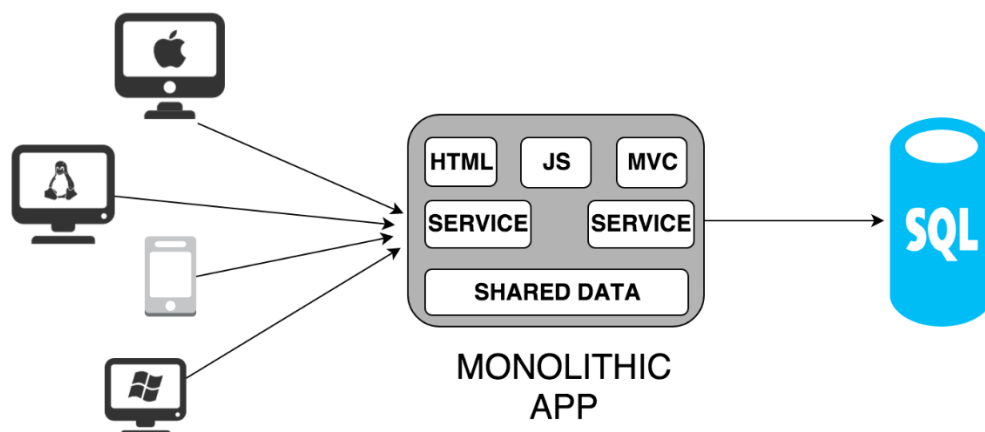 HTML
JS
MVC
SERVICE
SERVICE
SHARED DATA
SQL
MONOLITHIC
APP